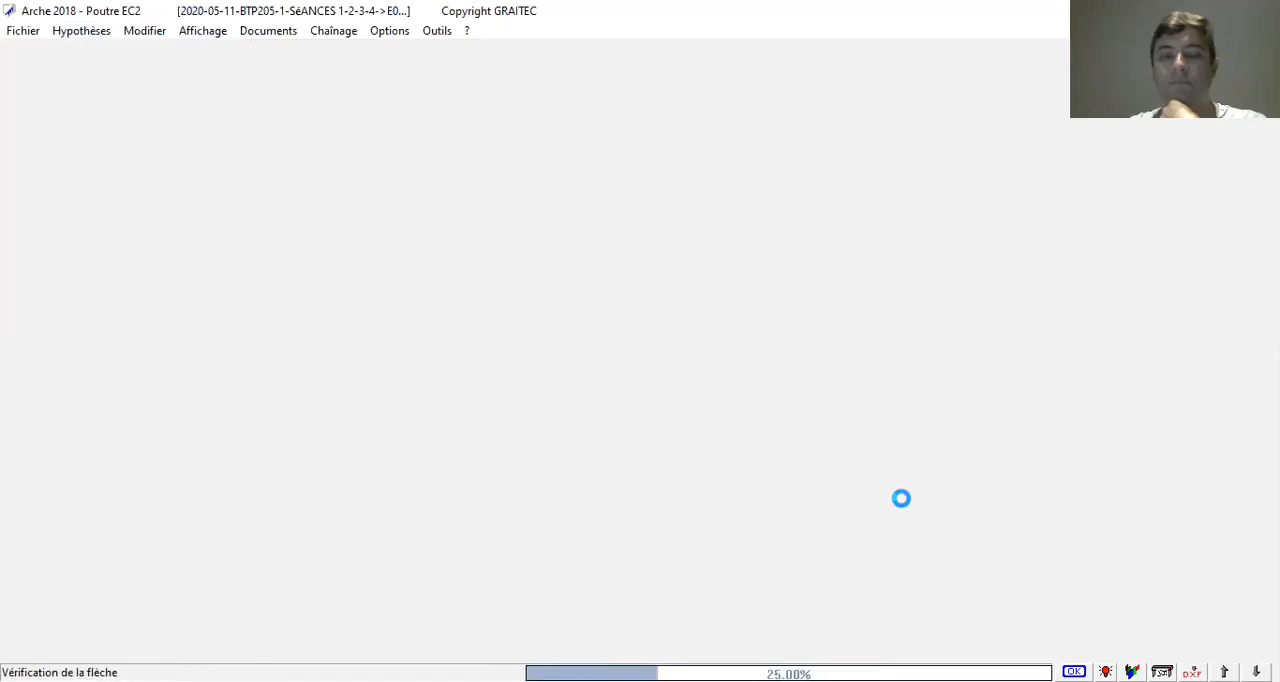 Arche 2018 - Poutre EC2 [2020-05-11-BTP205-1-SéANCES 1-2-3-4->E0...] Copyright GRAITEC
Fichier Hypothèses Modifier Affichage Documents Chaînage Options Outils ?
Vérification de la flèche 25.00% OK DXF